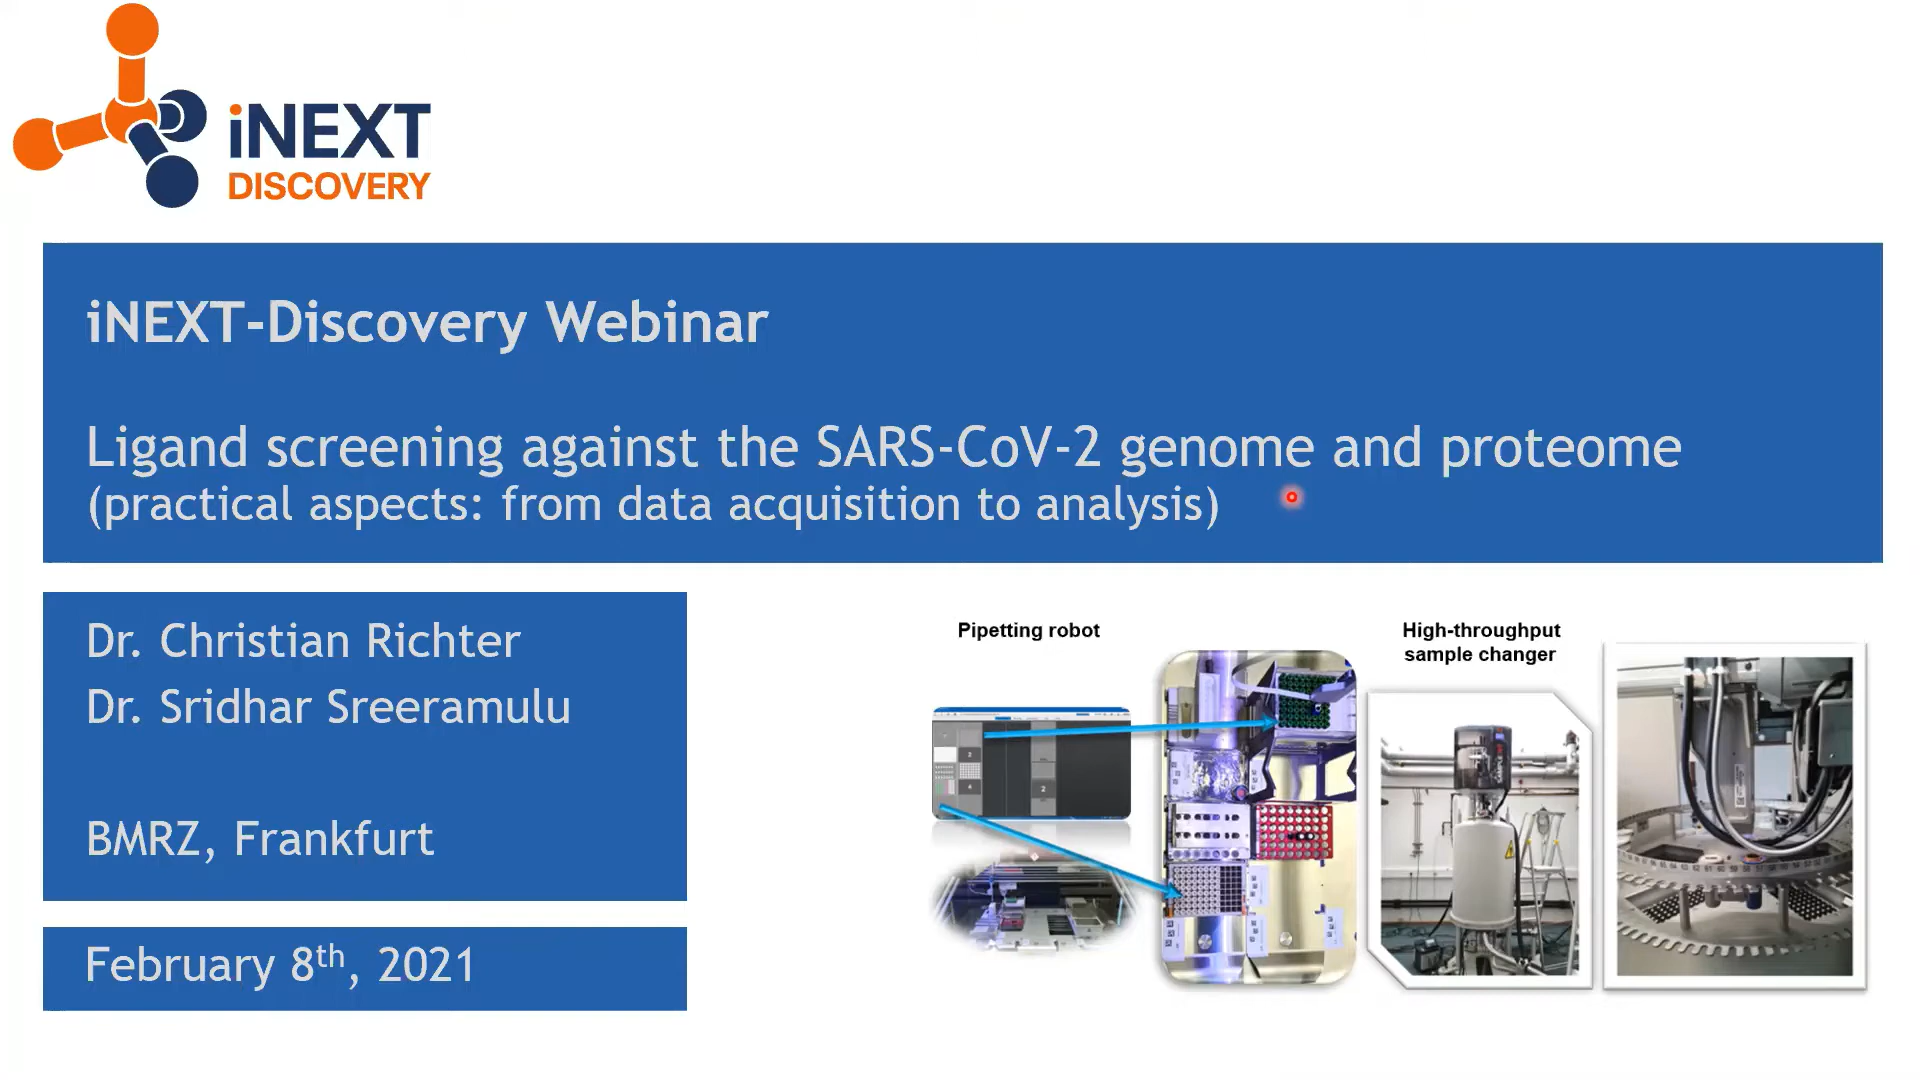 iNEXT
DISCOVERY
iNEXT-Discovery Webinar
Ligand screening against the SARS-CoV-2 genome and proteome
(practical aspects: from data acquisition to analysis)
Dr. Christian Richter
Dr. Sridhar Sreeramulu
BMRZ, Frankfurt
February 8th, 2021
Pipetting robot
High-throughput
sample changer